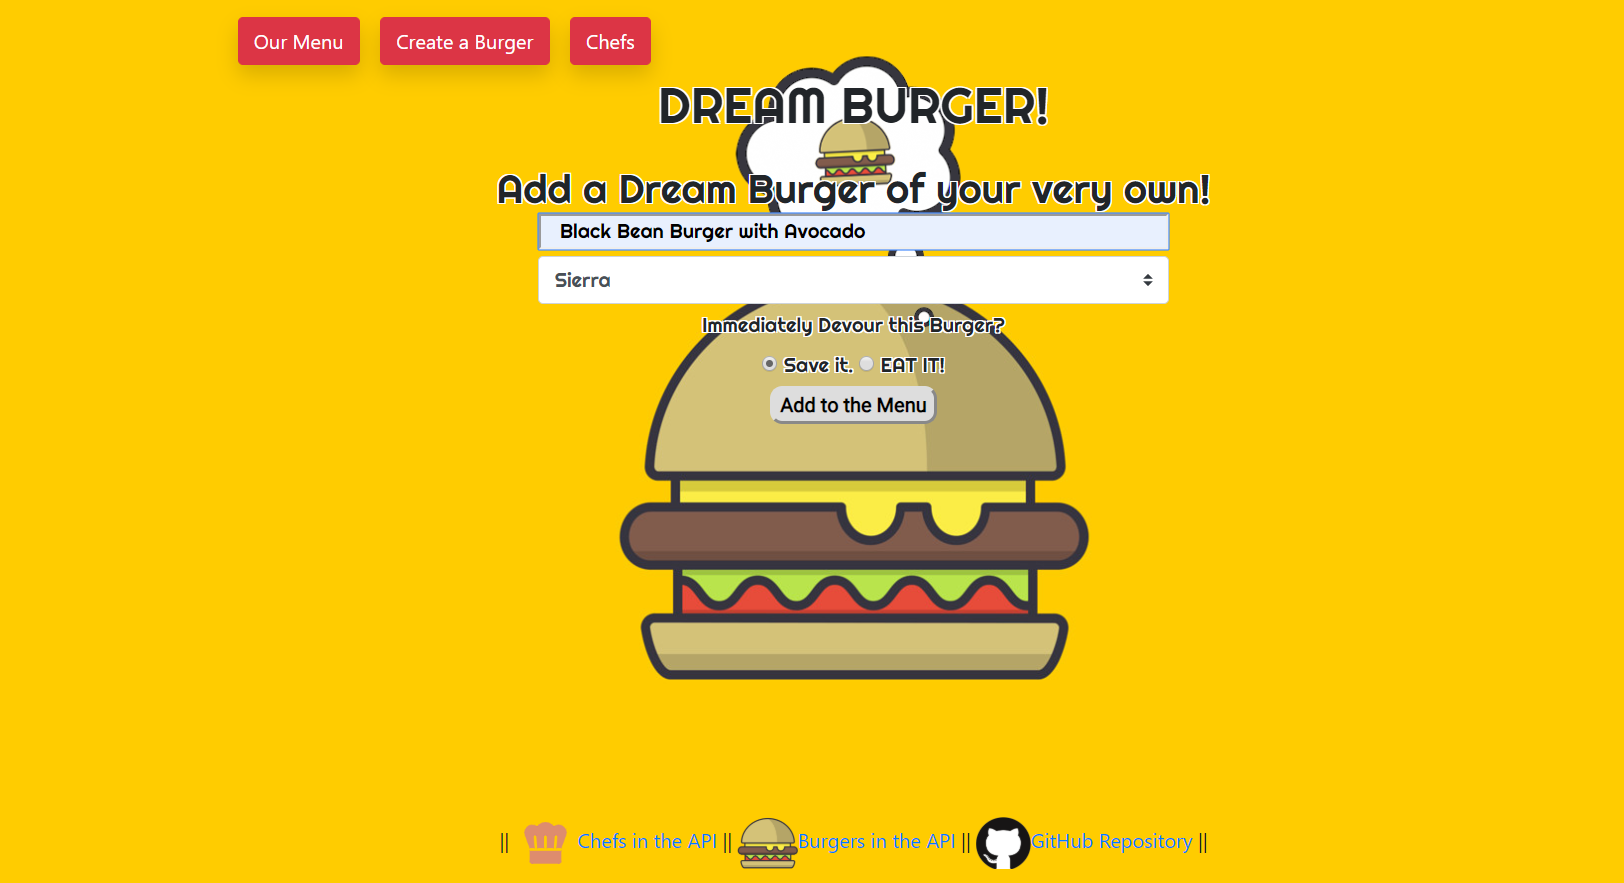 Our Menu Create a Burger Chefs
DREAM BURGER!
Add a Dream Burger of your very own!
Black Bean Burger with Avocado
Sierra
Immediately Devour this Burger?
Save it. EAT IT!
Add to the Menu
|| Chefs in the API || Burgers in the API || GitHub Repository ||